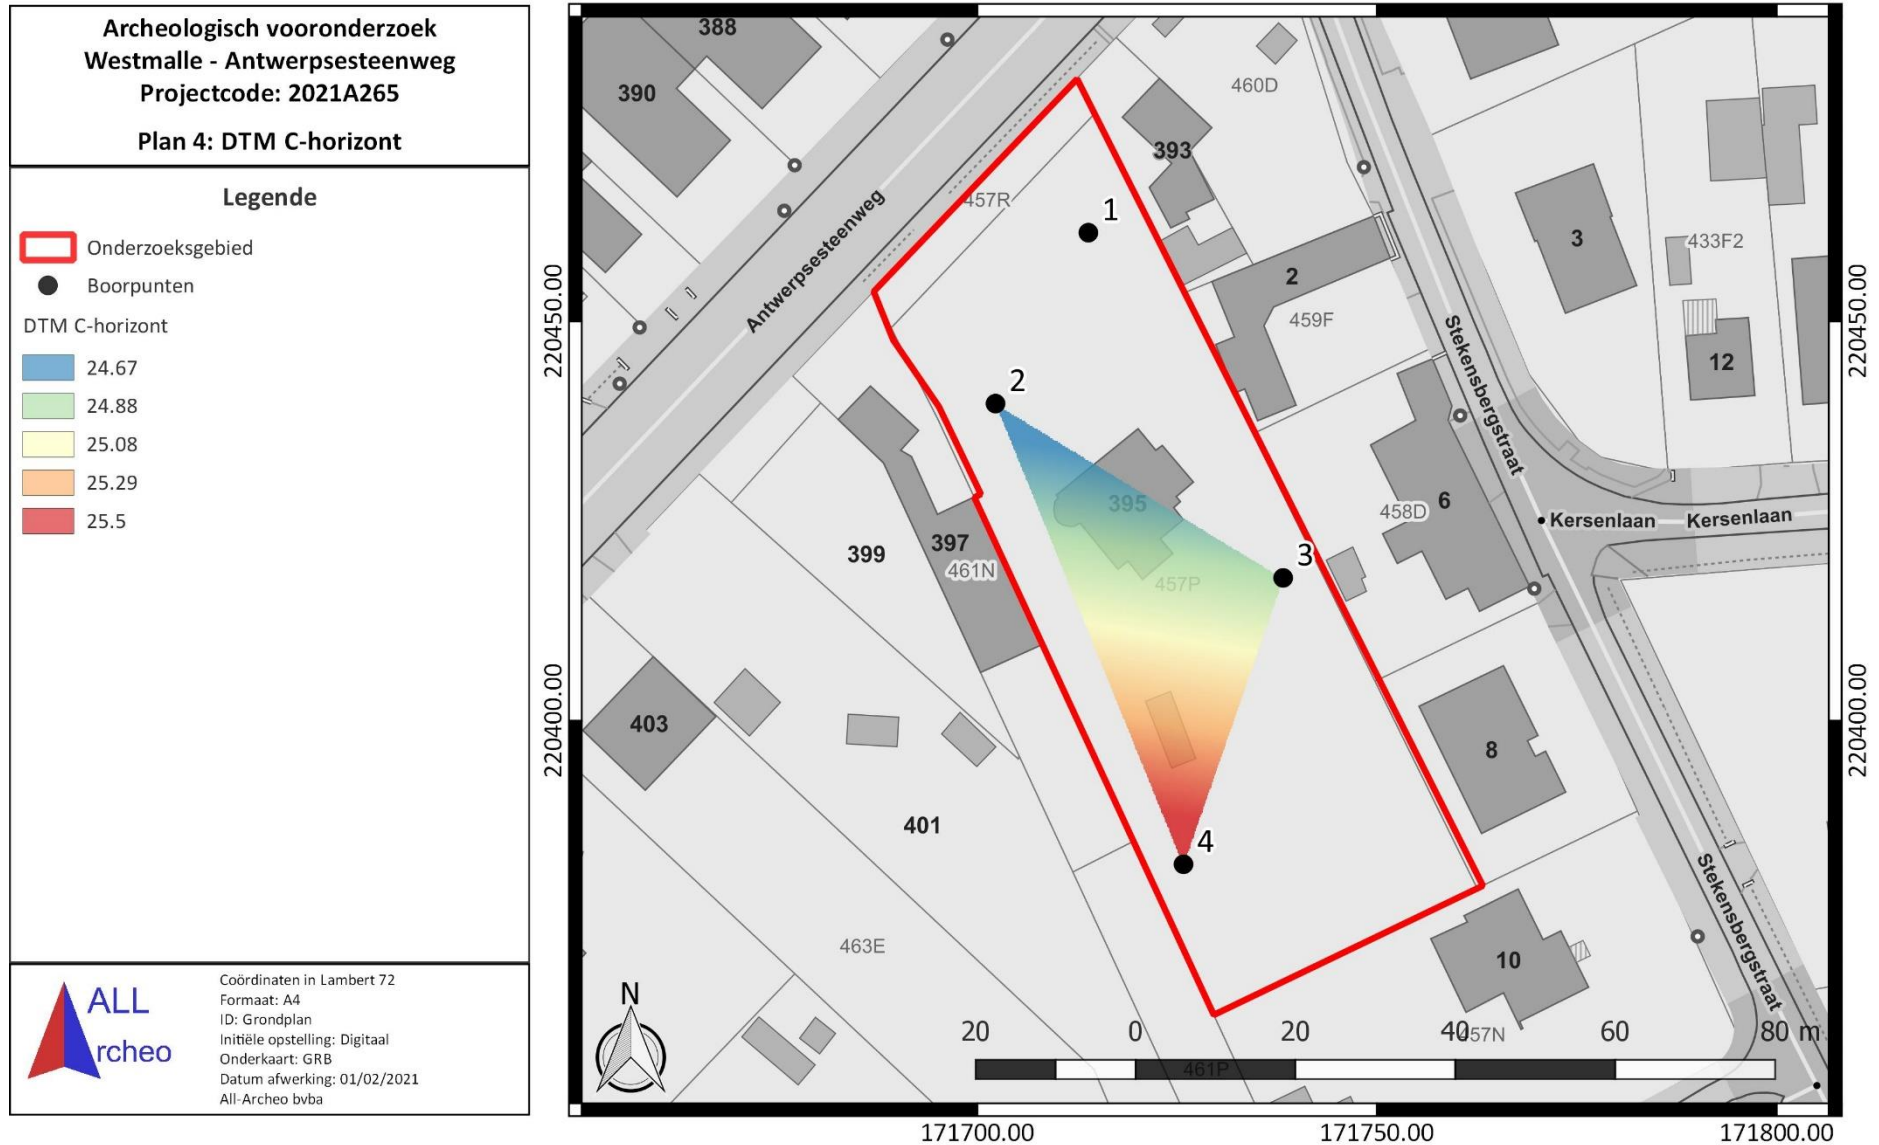 Archeologisch vooronderzoek
Westmalle - Antwerpsesteenweg
Projectcode: 2021A265
Plan 4: DTM C-horizont
Legende
Onderzoeksgebied
Boorpunten
DTM C-horizont
24.67
24.88
25.08
25.29
25.5
ALL
rcheo
Coördinaten in Lambert 72
Formaat: A4
ID: Grondplan
Initiële opstelling: Digitaal
Onderkaart: GRB
Datum afwerking: 01/02/2021
All-Archeo bvba
388
390
460D
393
457R
1
Antwerpsesteenweg
2
459F
3
433F2
12
Stekensbergstraat
2
395
3
457P
458D
6
Kersenlaan
Kersenlaan
399
397
461N
403
401
8
4
463E
10
Stekensbergstraat
457N
461P
N
20 0 20 40 60 80 m
220450.00
220400.00
220450.00
220400.00
171700.00
171750.00
171800.00